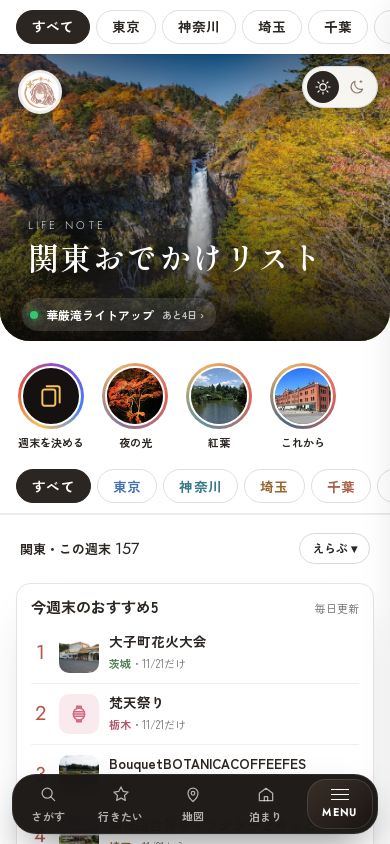 すべて 東京 神奈川 埼玉 千葉
LIFE NOTE
関東おでかけリスト
華厳滝ライトアップ あと4日 ›
週末を決める 夜の光 紅葉 これから
すべて 東京 神奈川 埼玉 千葉
関東・この週末 157 えらぶ ▾
今週末のおすすめ5 毎日更新
1 大子町花火大会
茨城・11/21だけ
2 梵天祭り
栃木・11/21だけ
BouquetBOTANICACOFFEEFES
さがす 行きたい 地図 泊まり MENU
4